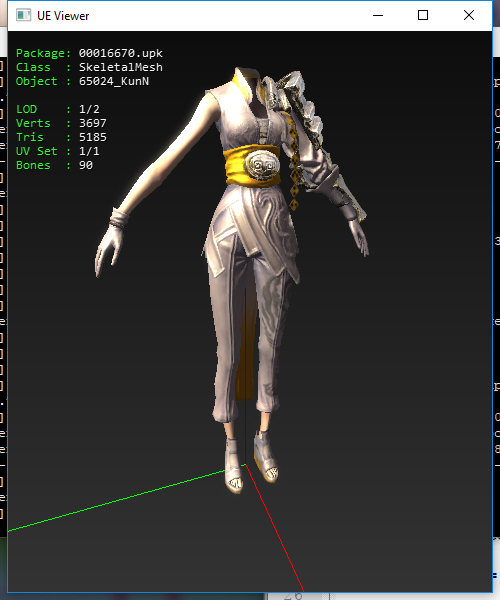 UE Viewer
Package: 00016670.upk
Class : SkeletalMesh
Object : 65024_KunN
LOD : 1/2
Verts : 3697
Tris : 5185
UV Set : 1/1
Bones : 90
26